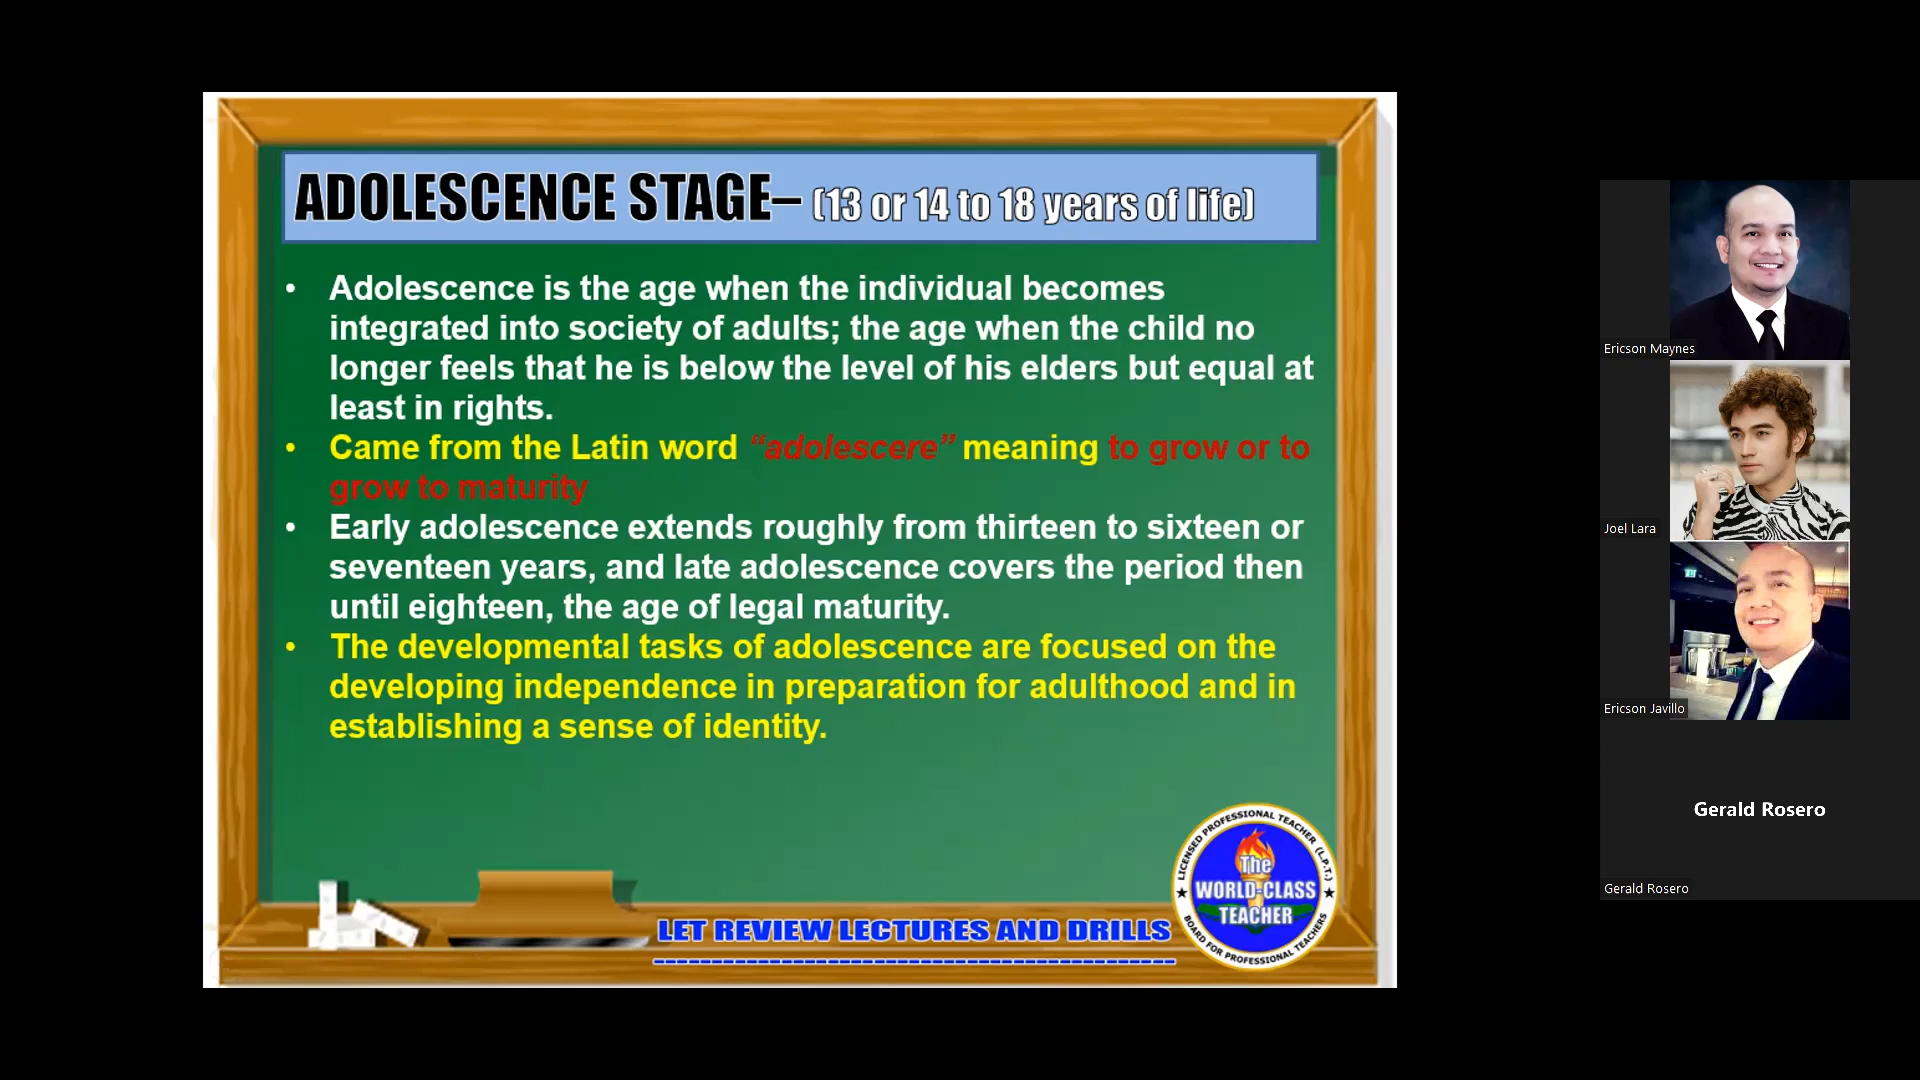 ADOLESCENCE STAGE– (13 or 14 to 18 years of life)
• Adolescence is the age when the individual becomes
integrated into society of adults; the age when the child no
longer feels that he is below the level of his elders but equal at
least in rights.
• Came from the Latin word “adolescere” meaning to grow or to
grow to maturity
• Early adolescence extends roughly from thirteen to sixteen or
seventeen years, and late adolescence covers the period then
until eighteen, the age of legal maturity.
• The developmental tasks of adolescence are focused on the
developing independence in preparation for adulthood and in
establishing a sense of identity.
LET REVIEW LECTURES AND DRILLS
LICENSED PROFESSIONAL TEACHER (L.P.T.)
The
WORLD-CLASS
TEACHER
BOARD FOR PROFESSIONAL TEACHERS
Ericson Maynes
Joel Lara
Ericson Javillo
Gerald Rosero
Gerald Rosero